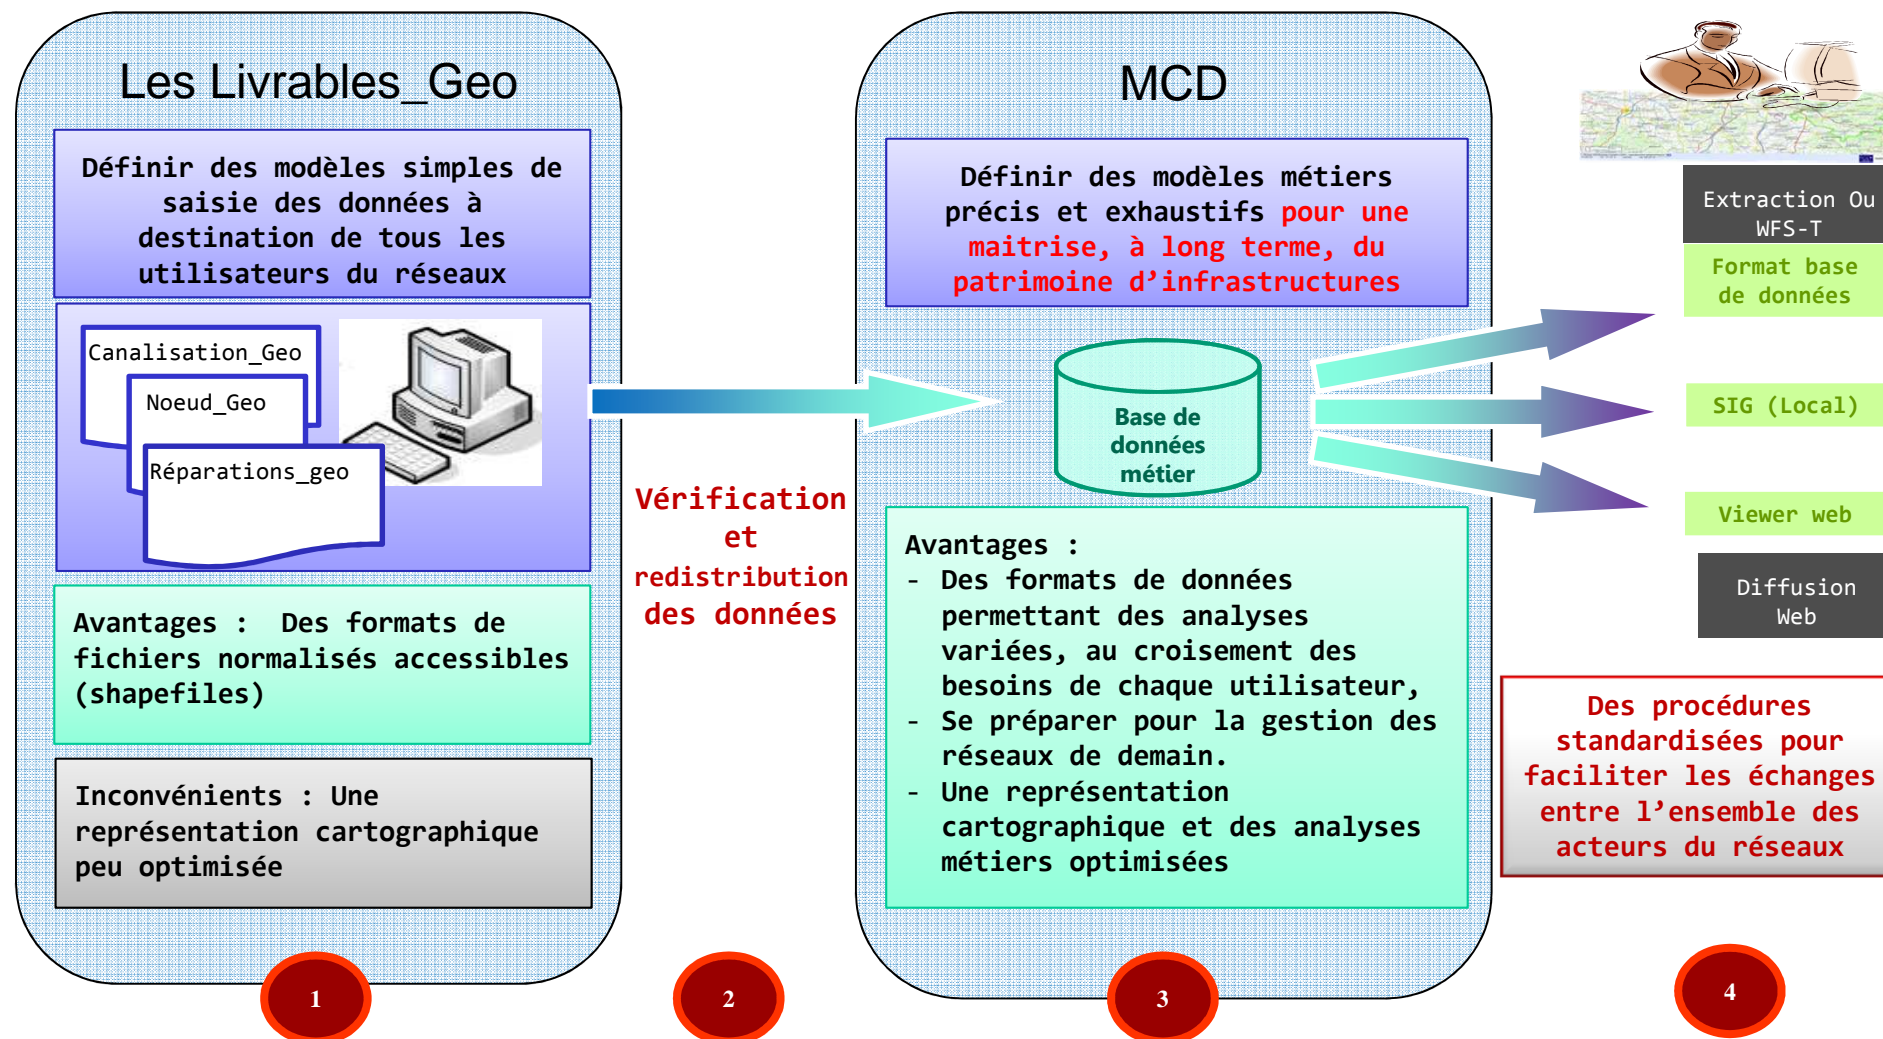 Les Livrables_Geo
Définir des modèles simples de
saisie des données à
destination de tous les
utilisateurs du réseaux
Canalisation_Geo
Noeud_Geo
Réparations_geo
Avantages :  Des formats de
fichiers normalisés accessibles
(shapefiles)
Inconvénients : Une
représentation cartographique
peu optimisée
1
Vérification
et
redistribution
des données
2
MCD
Définir des modèles métiers
précis et exhaustifs pour une
maitrise, à long terme, du
patrimoine d’infrastructures
Base de
données
métier
Avantages :
- Des formats de données
permettant des analyses
variées, au croisement des
besoins de chaque utilisateur,
- Se préparer pour la gestion des
réseaux de demain.
- Une représentation
cartographique et des analyses
métiers optimisées
3
Extraction Ou
WFS-T
Format base
de données
SIG (Local)
Viewer web
Diffusion
Web
Des procédures
standardisées pour
faciliter les échanges
entre l’ensemble des
acteurs du réseaux
4